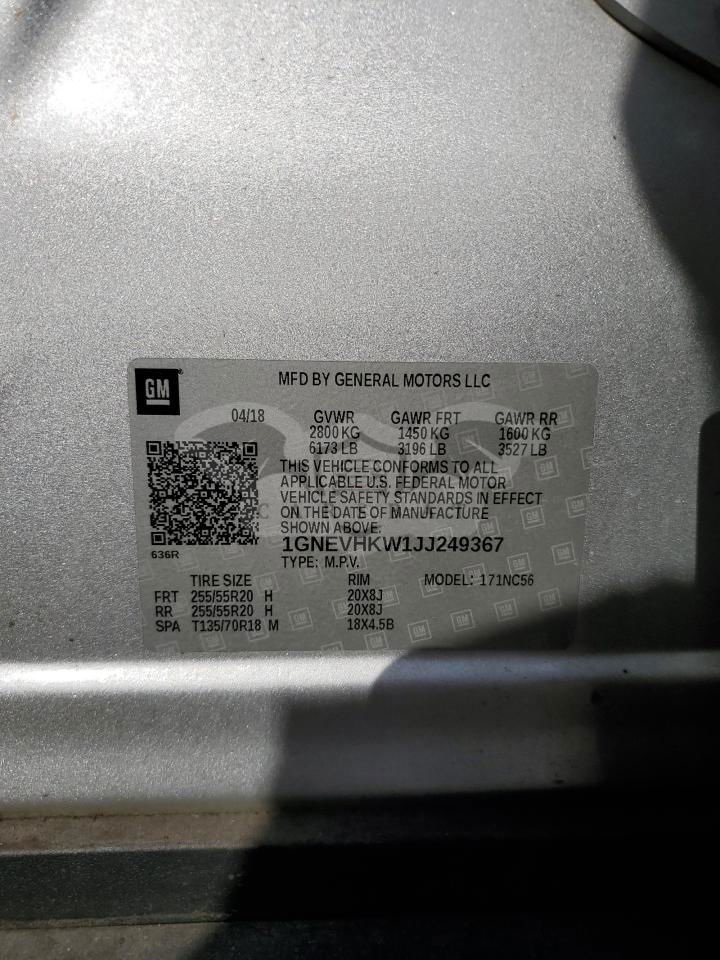 GM
MFD BY GENERAL MOTORS LLC
04/18 GVWR GAWR FRT GAWR RR
2800 KG 1450 KG 1600 KG
6173 LB 3196 LB 3527 LB
THIS VEHICLE CONFORMS TO ALL
APPLICABLE U.S. FEDERAL MOTOR
VEHICLE SAFETY STANDARDS IN EFFECT
ON THE DATE OF MANUFACTURE
SHOWN ABOVE.
1GNEVHKW1JJ249367
636R
TYPE: M.P.V.
TIRE SIZE RIM MODEL: 171NC56
FRT 255/55R20 H 20X8J
RR 255/55R20 H 20X8J
SPA T135/70R18 M 18X4.5B